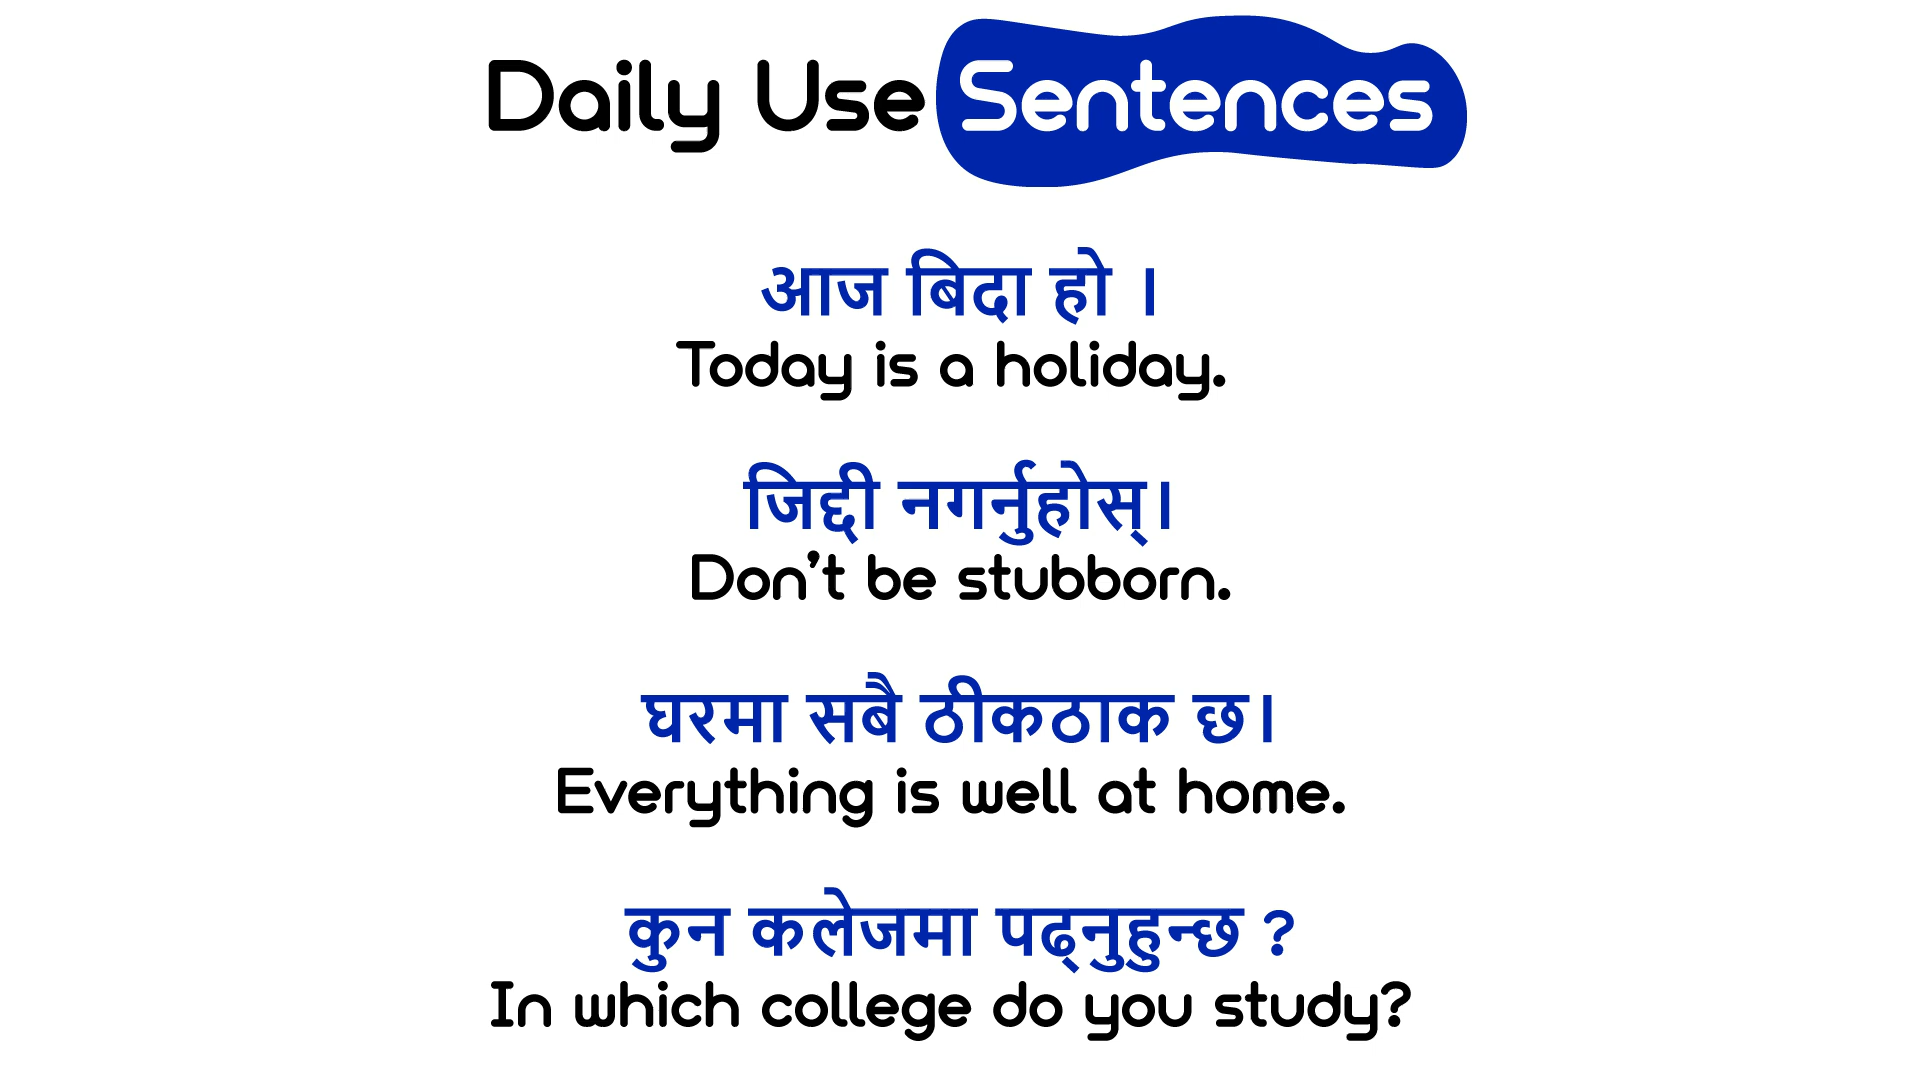 Daily Use Sentences
आज बिदा हो ।
Today is a holiday.
जिद्दी नगर्नुहोस्।
Don't be stubborn.
घरमा सबै ठीकठाक छ।
Everything is well at home.
कुन कलेजमा पढ्नुहुन्छ ?
In which college do you study?